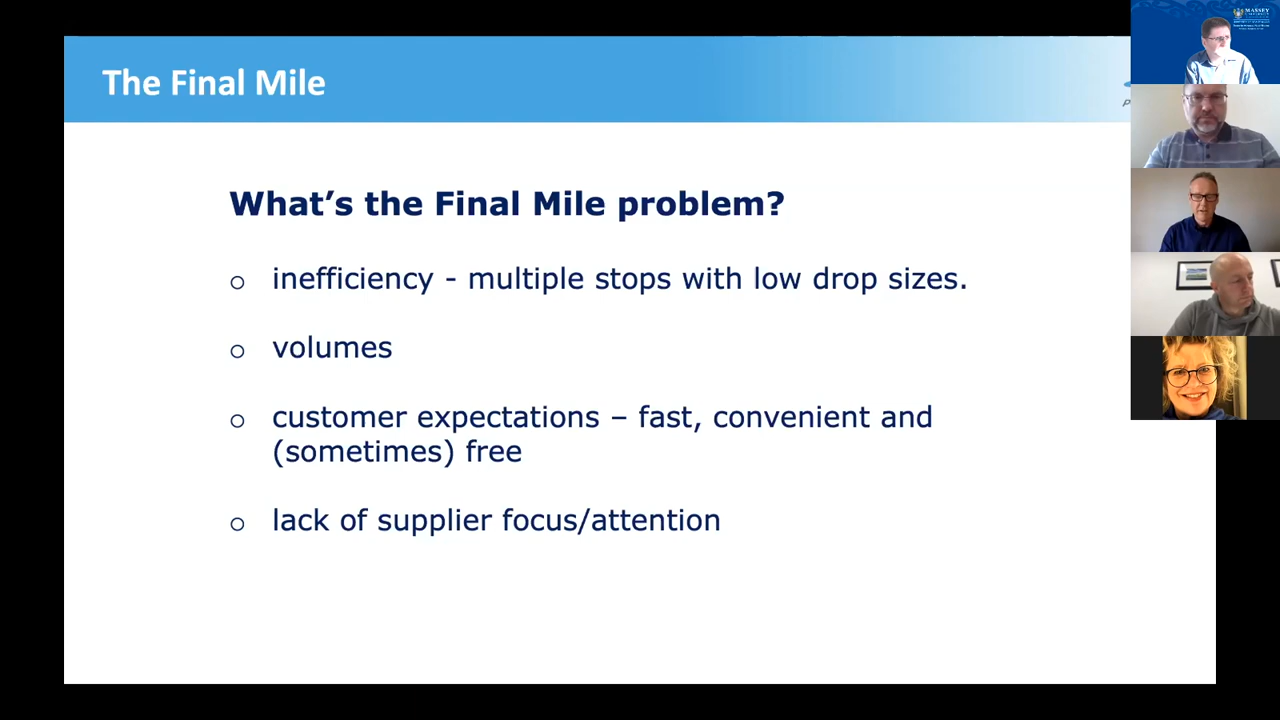 The Final Mile
What's the Final Mile problem?
o inefficiency - multiple stops with low drop sizes.
o volumes
o customer expectations – fast, convenient and
(sometimes) free
o lack of supplier focus/attention
MASSEY